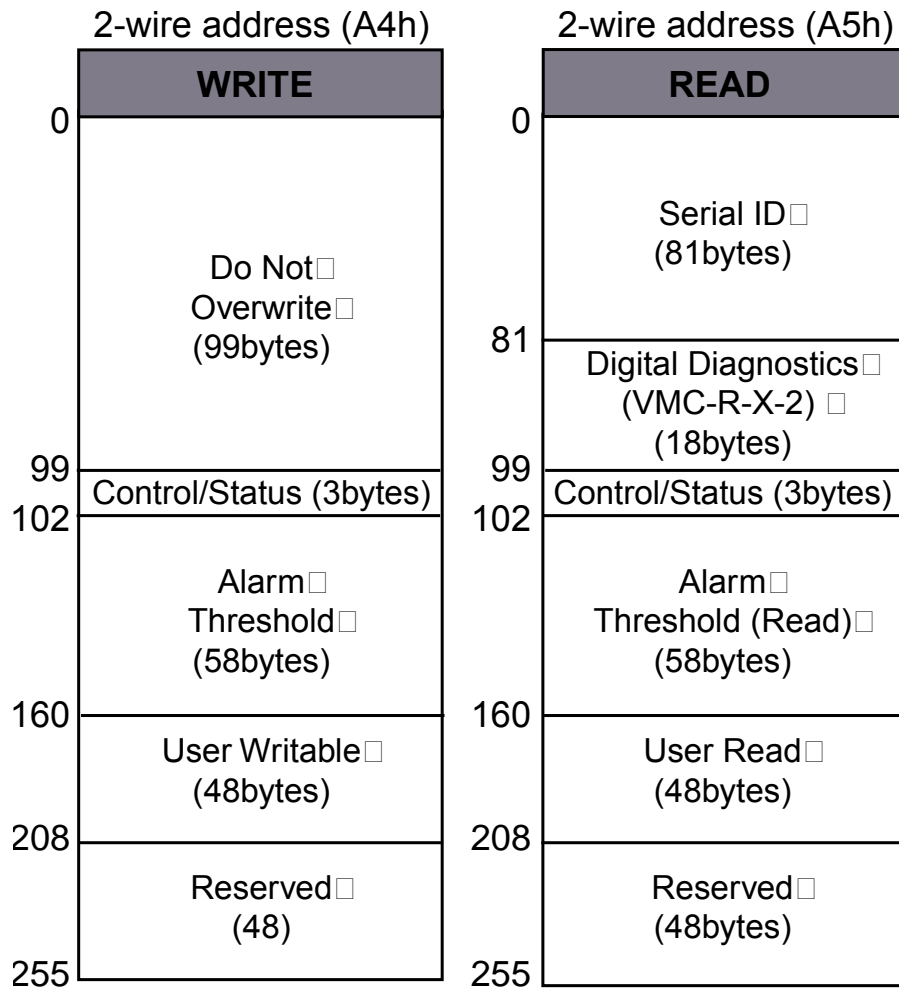 2-wire address (A4h)
WRITE
0
Do Not
Overwrite
(99bytes)
99
Control/Status (3bytes)
102
Alarm
Threshold
(58bytes)
160
User Writable
(48bytes)
208
Reserved
(48)
255
2-wire address (A5h)
READ
0
Serial ID
(81bytes)
81
Digital Diagnostics
(VMC-R-X-2)
(18bytes)
99
Control/Status (3bytes)
102
Alarm
Threshold (Read)
(58bytes)
160
User Read
(48bytes)
208
Reserved
(48bytes)
255